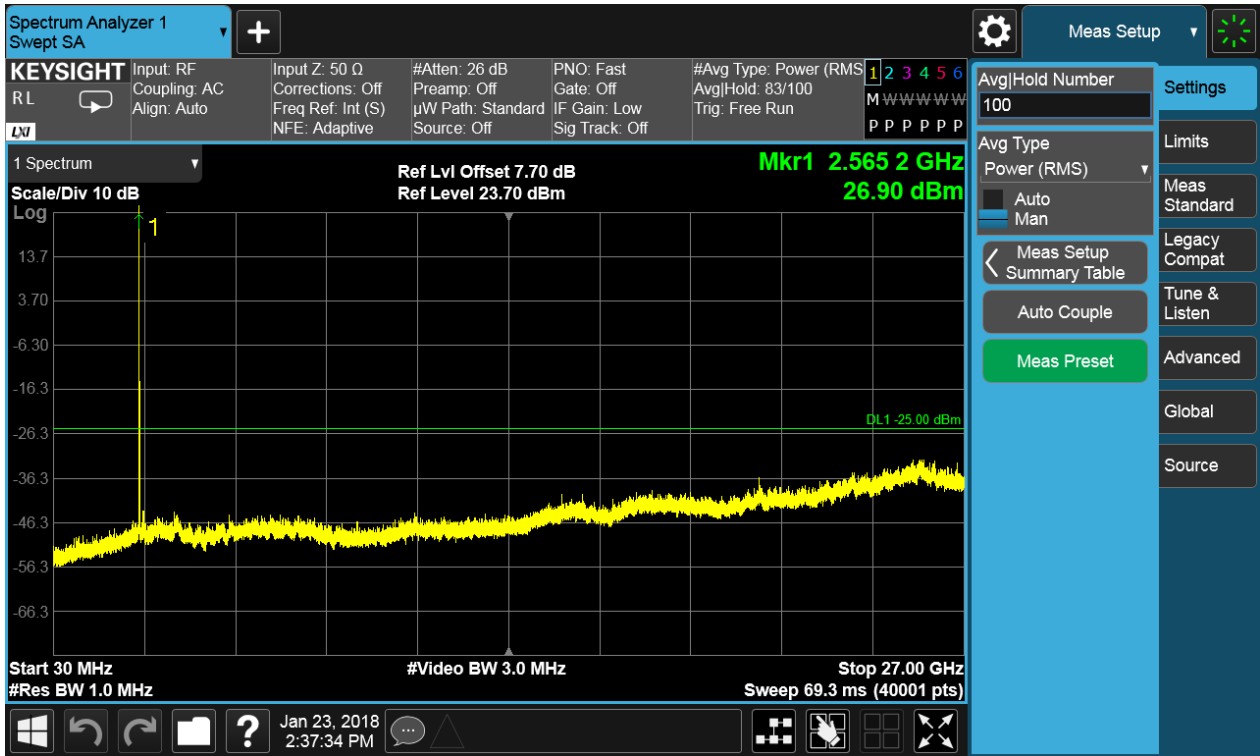 Spectrum Analyzer 1
Swept SA
+
Meas Setup
KEYSIGHT
RL
LXI
Input: RF
Coupling: AC
Align: Auto
Input Z: 50 Ω
Corrections: Off
Freq Ref: Int (S)
NFE: Adaptive
#Atten: 26 dB
Preamp: Off
µW Path: Standard
Source: Off
PNO: Fast
Gate: Off
IF Gain: Low
Sig Track: Off
#Avg Type: Power (RMS
Avg|Hold: 83/100
Trig: Free Run
1 2 3 4 5 6
M W W W W W
P P P P P P
1 Spectrum
Ref Lvl Offset 7.70 dB
Mkr1 2.565 2 GHz
Scale/Div 10 dB
Ref Level 23.70 dBm
26.90 dBm
Log
1
13.7
3.70
-6.30
-16.3
DL1 -25.00 dBm
-26.3
-36.3
-46.3
-56.3
-66.3
Start 30 MHz
#Video BW 3.0 MHz
Stop 27.00 GHz
#Res BW 1.0 MHz
Sweep 69.3 ms (40001 pts)
Avg|Hold Number
100
Avg Type
Power (RMS)
Auto
Man
Meas Setup
Summary Table
Auto Couple
Meas Preset
Settings
Limits
Meas
Standard
Legacy
Compat
Tune &
Listen
Advanced
Global
Source
?
Jan 23, 2018
2:37:34 PM